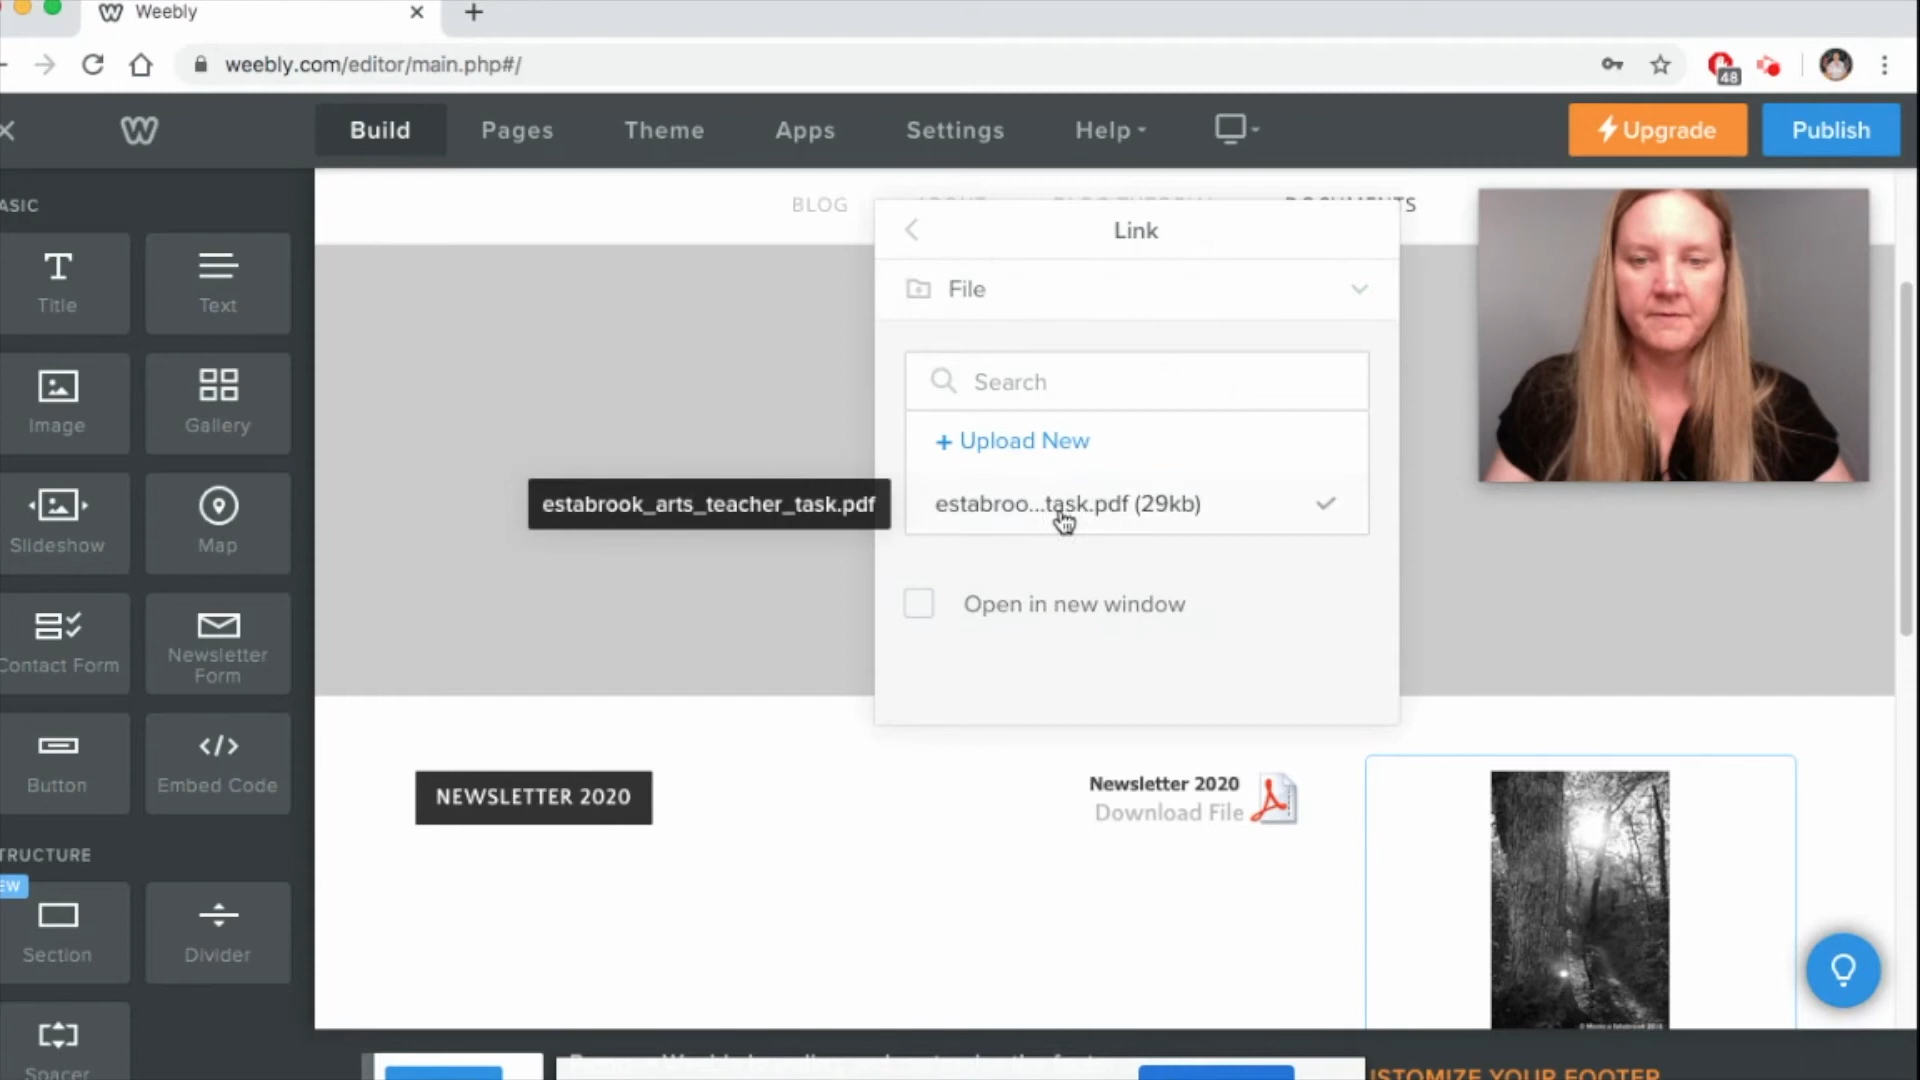 Weebly
weebly.com/editor/main.php#/
48
Build
Pages
Theme
Apps
Settings
Help
Upgrade
Publish
ASIC
Title
Text
Image
Gallery
Slideshow
Map
Contact Form
Newsletter
Form
Button
Embed Code
TRUCTURE
EW
Section
Divider
Spacer
BLOG
DOCUMENTS
Link
File
Search
+ Upload New
estabrook_arts_teacher_task.pdf
estabroo...task.pdf (29kb)
Open in new window
NEWSLETTER 2020
Newsletter 2020
Download File
STOMIZE YOUR FOOTER